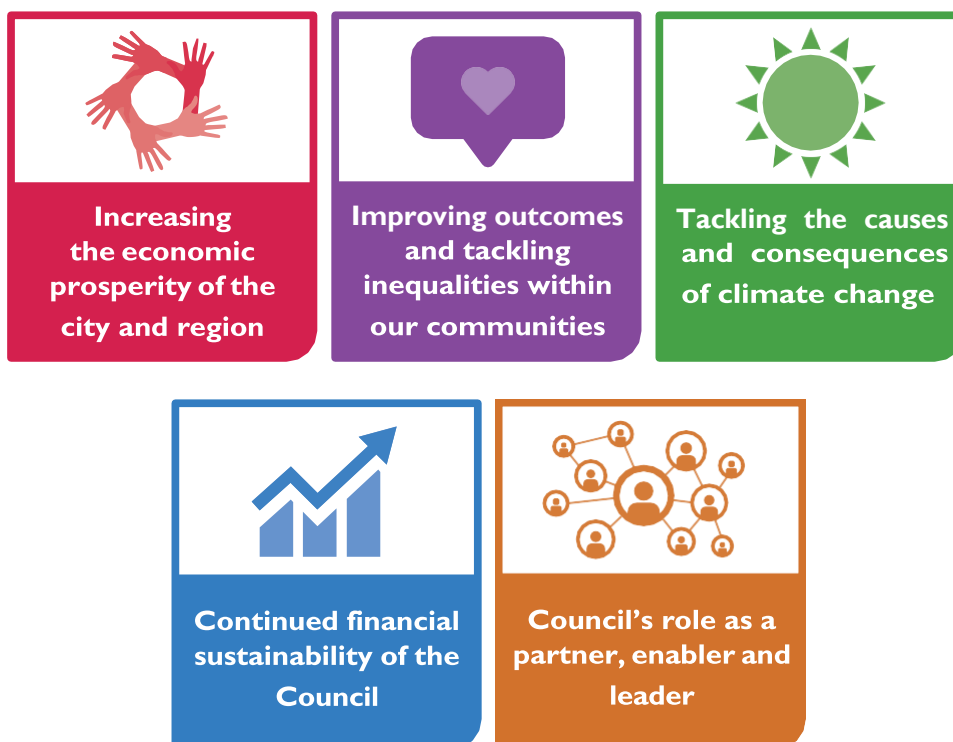 Increasing
the economic
prosperity of the
city and region
Improving outcomes
and tackling
inequalities within
our communities
Tackling the causes
and consequences
of climate change
Continued financial
sustainability of the
Council
Council’s role as a
partner, enabler and
leader